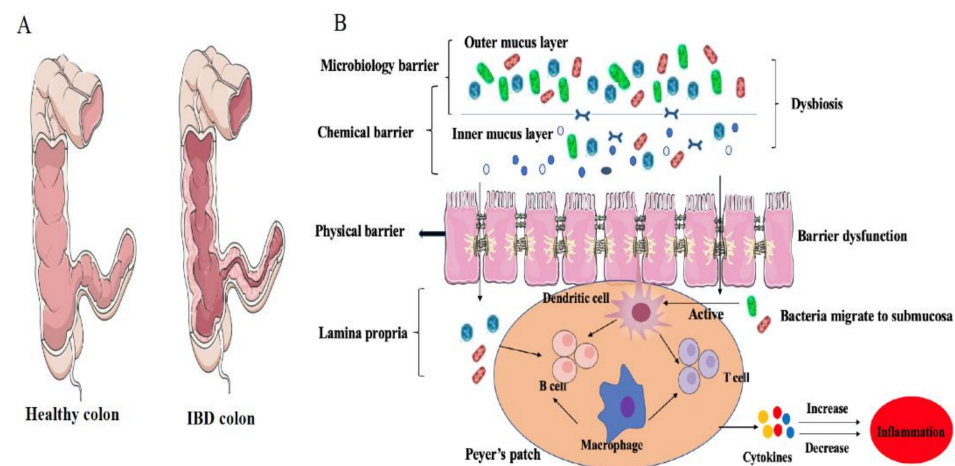 A
B
Healthy colon
IBD colon
Outer mucus layer
Microbiology barrier
Dysbiosis
Chemical barrier
Inner mucus layer
Physical barrier
Barrier dysfunction
Dendritic cell
Active
Bacteria migrate to submucosa
Lamina propria
B cell
T cell
Macrophage
Peyer's patch
Cytokines
Increase
Decrease
Inflammation